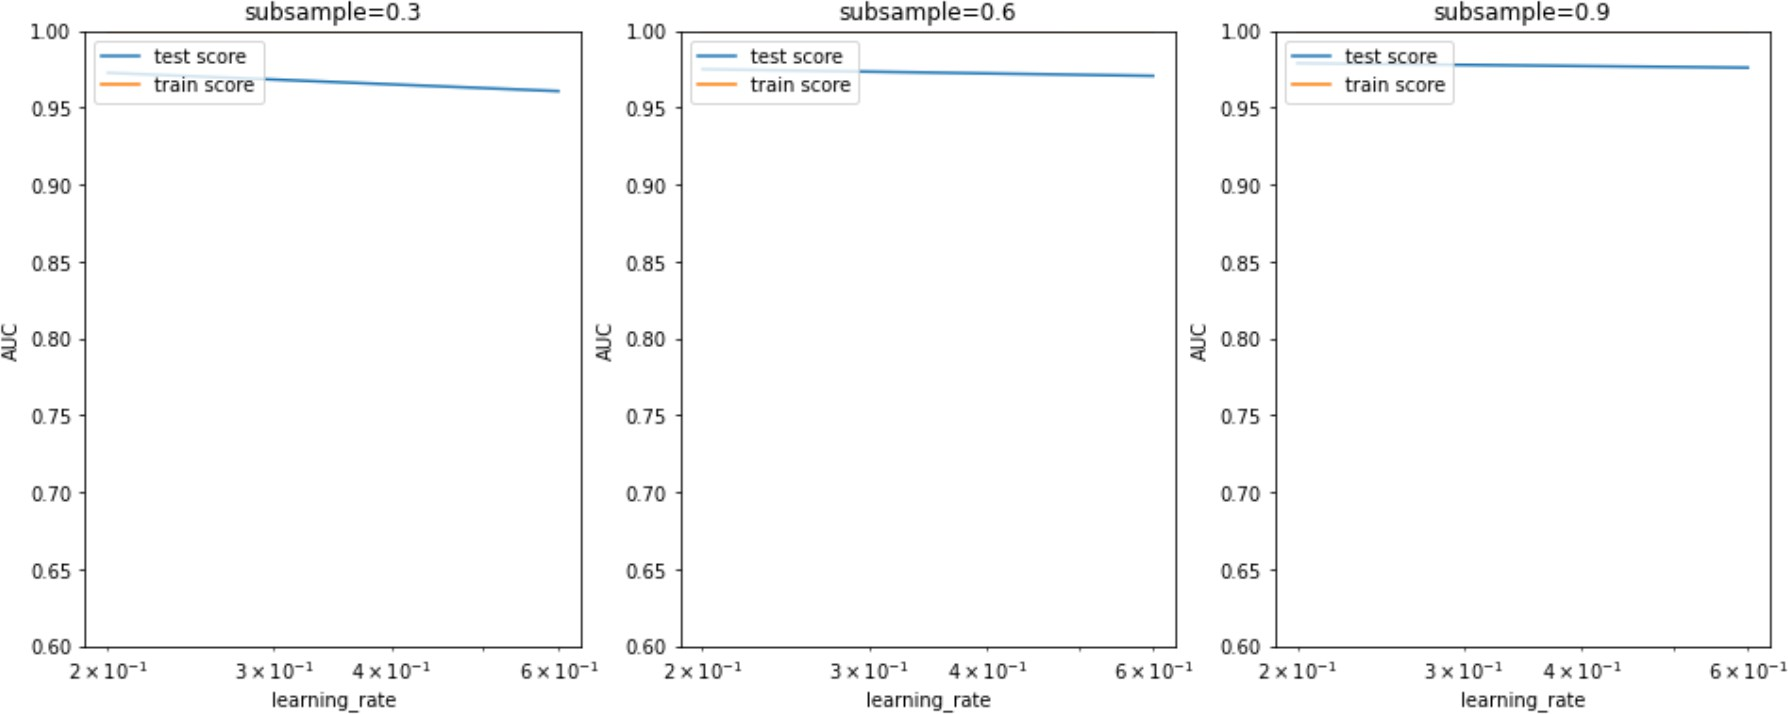 subsample=0.3
1.00
0.95
0.90
0.85
0.80
0.75
0.70
0.65
0.60
AUC
test score
train score
2 × 10⁻¹ 3 × 10⁻¹ 4 × 10⁻¹ 6 × 10⁻¹
learning_rate
subsample=0.6
1.00
0.95
0.90
0.85
0.80
0.75
0.70
0.65
0.60
AUC
test score
train score
2 × 10⁻¹ 3 × 10⁻¹ 4 × 10⁻¹ 6 × 10⁻¹
learning_rate
subsample=0.9
1.00
0.95
0.90
0.85
0.80
0.75
0.70
0.65
0.60
AUC
test score
train score
2 × 10⁻¹ 3 × 10⁻¹ 4 × 10⁻¹ 6 × 10⁻¹
learning_rate